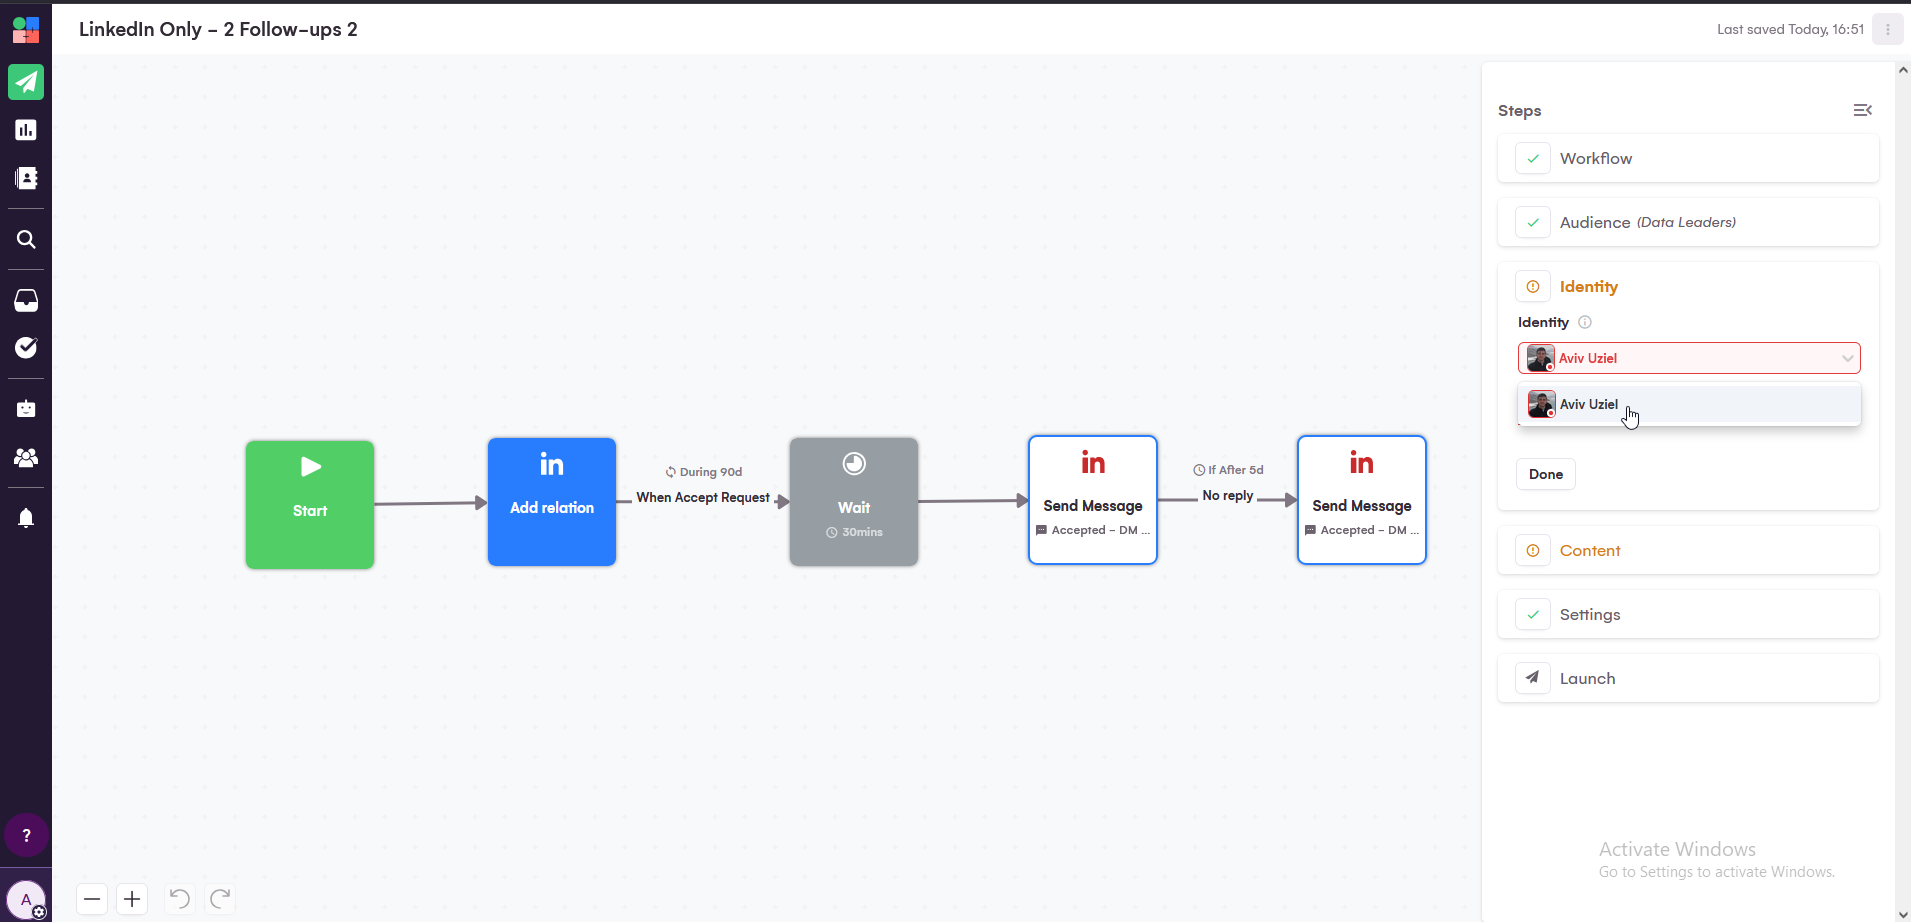 LinkedIn Only - 2 Follow-ups 2
Last saved Today, 16:51
Steps
Workflow
Audience (Data Leaders)
Identity
Identity
Aviv Uziel
Aviv Uziel
Done
Content
Settings
Launch
Start
Add relation
During 90d
When Accept Request
Wait
30mins
Send Message
Accepted - DM ...
If After 5d
No reply
Send Message
Accepted - DM ...
?
A
Activate Windows
Go to Settings to activate Windows.